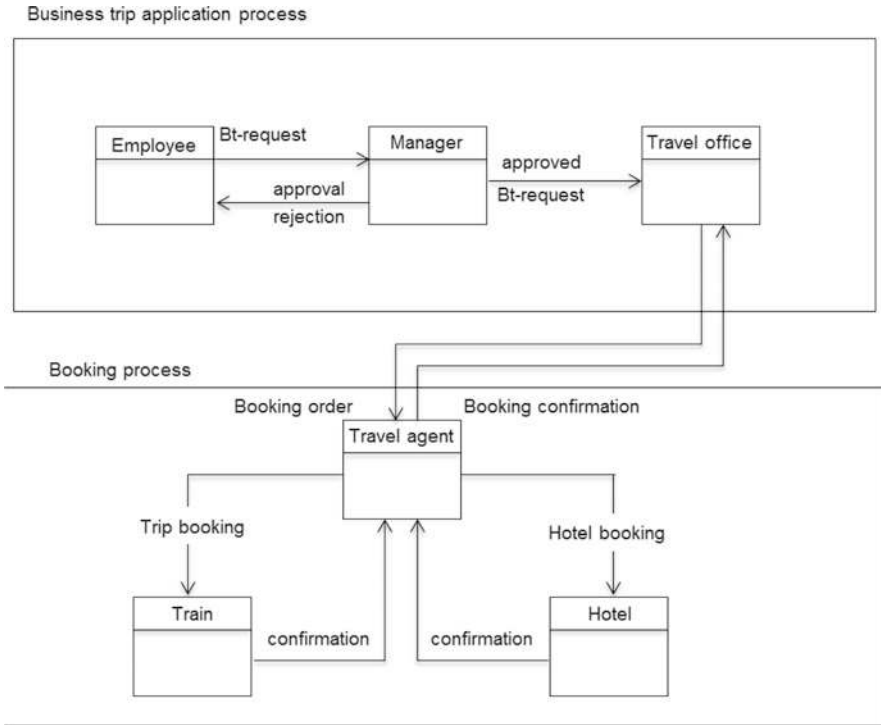 Business trip application process
Employee
Bt-request
Manager
approved
Travel office
approval
rejection
Bt-request
Booking process
Booking order
Booking confirmation
Travel agent
Trip booking
Hotel booking
Train
confirmation
confirmation
Hotel